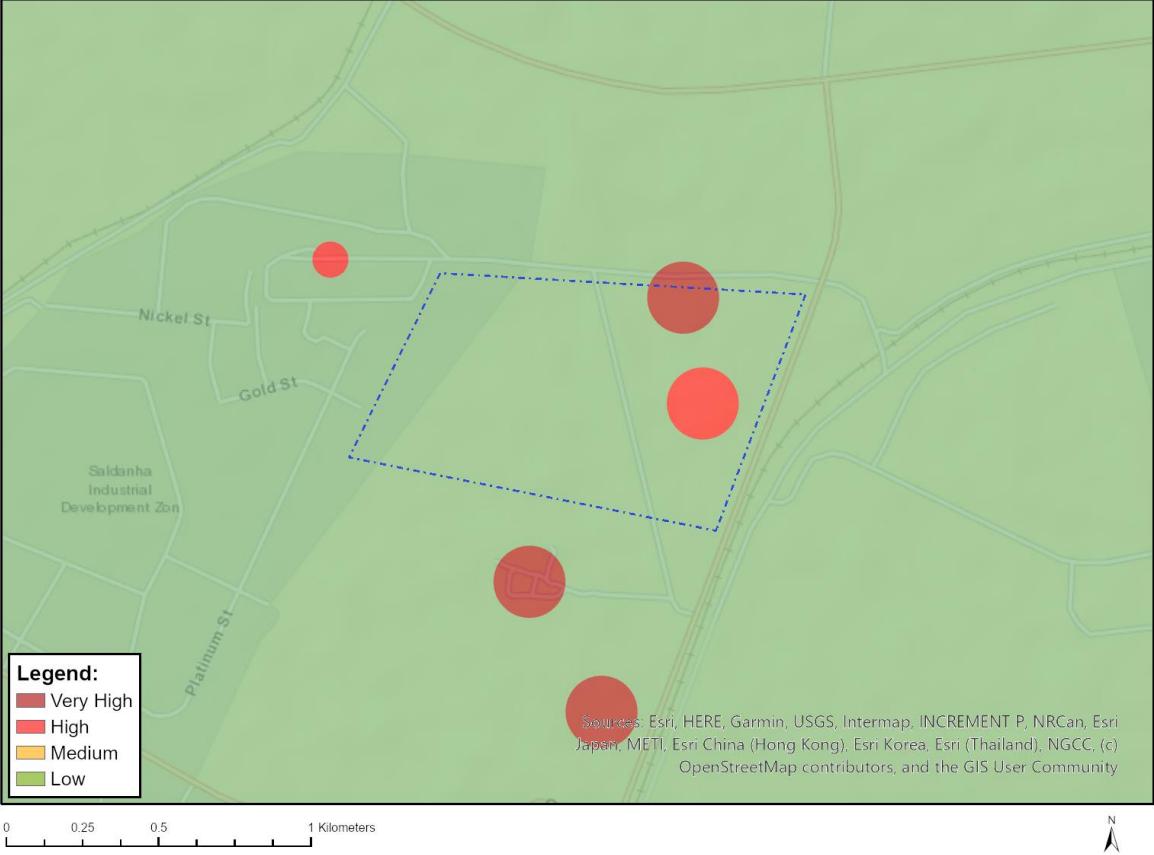 Nickel St
Gold St
Saldanha
Industrial
Development Zon
Platinum St
Legend:
Very High
High
Medium
Low
Sources: Esri, HERE, Garmin, USGS, Intermap, INCREMENT P, NRCan, Esri
Japan, METI, Esri China (Hong Kong), Esri Korea, Esri (Thailand), NGCC, (c)
OpenStreetMap contributors, and the GIS User Community
0 0.25 0.5 1 Kilometers
N